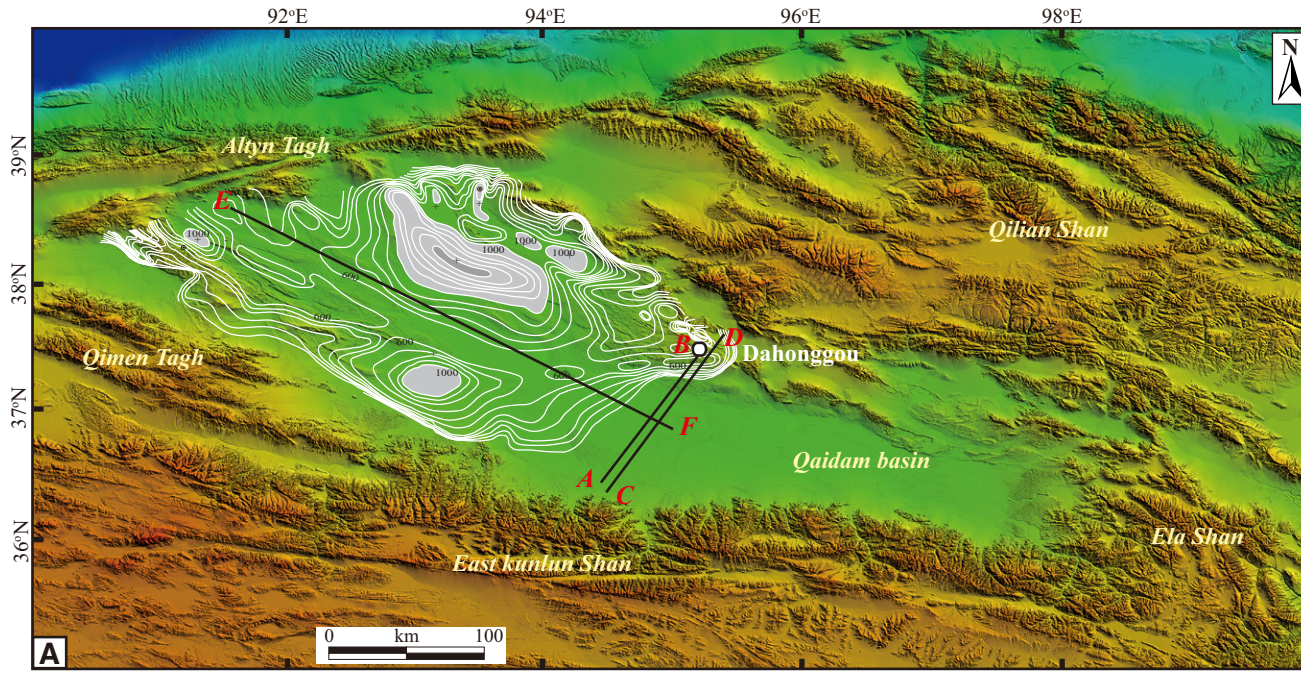 92°E 94°E 96°E 98°E
N
39°N
Altyn Tagh
E
Qilian Shan
1000
1000
1000
1000
38°N
600
600
600
Qimen Tagh
B
D
Dahonggou
600
1000
600
37°N
F
Qaidam basin
A
C
36°N
Ela Shan
East kunlun Shan
0 km 100
A